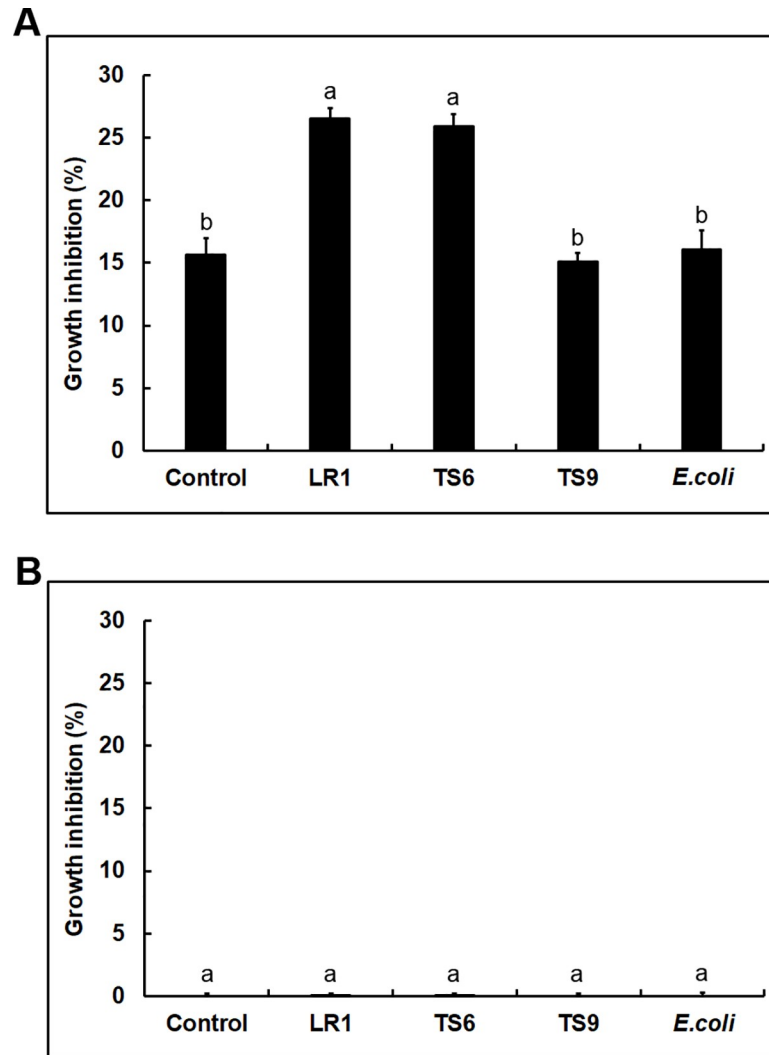 A
Growth inhibition (%)
30
25
20
15
10
5
0
b
a
a
b
b
Control LR1 TS6 TS9 E.coli
B
Growth inhibition (%)
30
25
20
15
10
5
0
a a a a a
Control LR1 TS6 TS9 E.coli